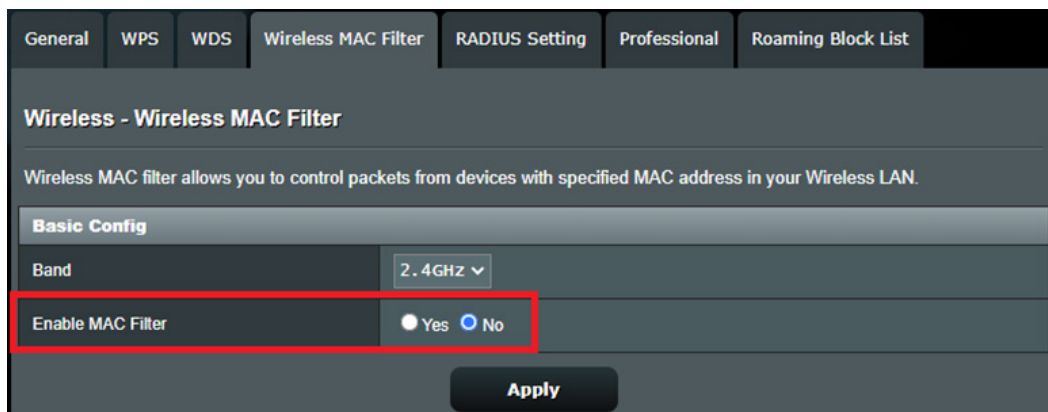 General WPS WDS Wireless MAC Filter RADIUS Setting Professional Roaming Block List
Wireless - Wireless MAC Filter
Wireless MAC filter allows you to control packets from devices with specified MAC address in your Wireless LAN.
Basic Config
Band 2.4GHz
Enable MAC Filter Yes No
Apply